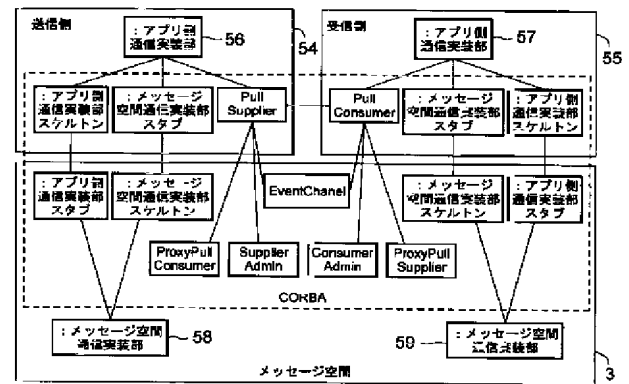 送信側
：アプリ側
通信実装部
56
54
受信側
：アプリ側
通信実装部
57
55
：アプリ側
通信実装部
スケルトン
：メッセージ
空間通信実装部
スタブ
Pull
Supplier
Pull
Consumer
：メッセージ
空間通信実装部
スタブ
：アプリ側
通信実装部
スケルトン
：アプリ側
通信実装部
スタブ
：メッセージ
空間通信実装部
スケルトン
EventChanel
：メッセージ
空間通信実装部
スケルトン
：アプリ側
通信実装部
スタブ
ProxyPull
Consumer
Supplier
Admin
Consumer
Admin
ProxyPull
Supplier
CORBA
：メッセージ空間
通信実装部
58
59
：メッセージ空間
通信実装部
メッセージ空間
3